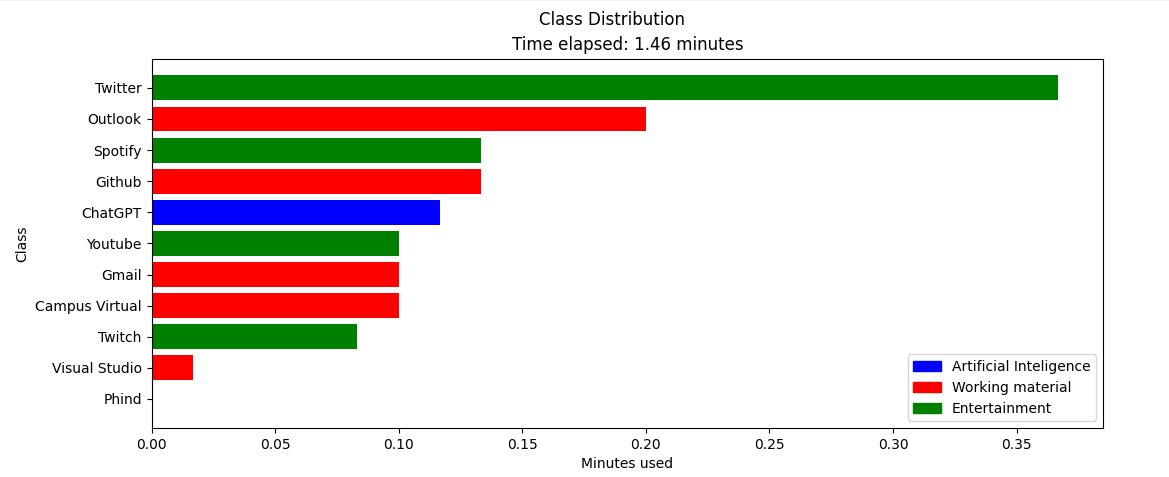 Class Distribution
Time elapsed: 1.46 minutes
Class
Twitter
Outlook
Spotify
Github
ChatGPT
Youtube
Gmail
Campus Virtual
Twitch
Visual Studio
Phind
Artificial Inteligence
Working material
Entertainment
0.00 0.05 0.10 0.15 0.20 0.25 0.30 0.35
Minutes used